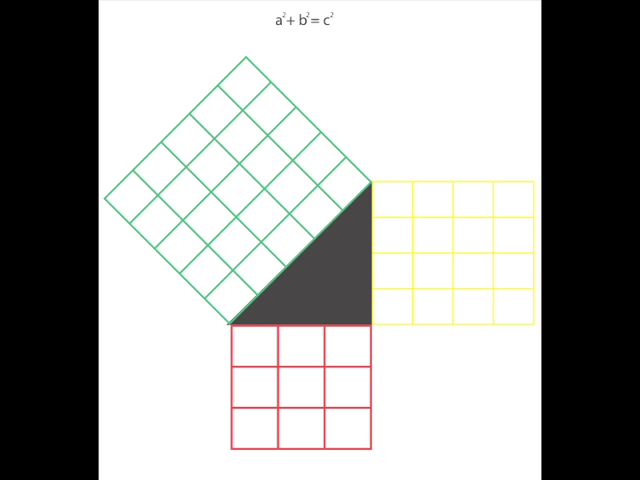 a²+ b²= c²